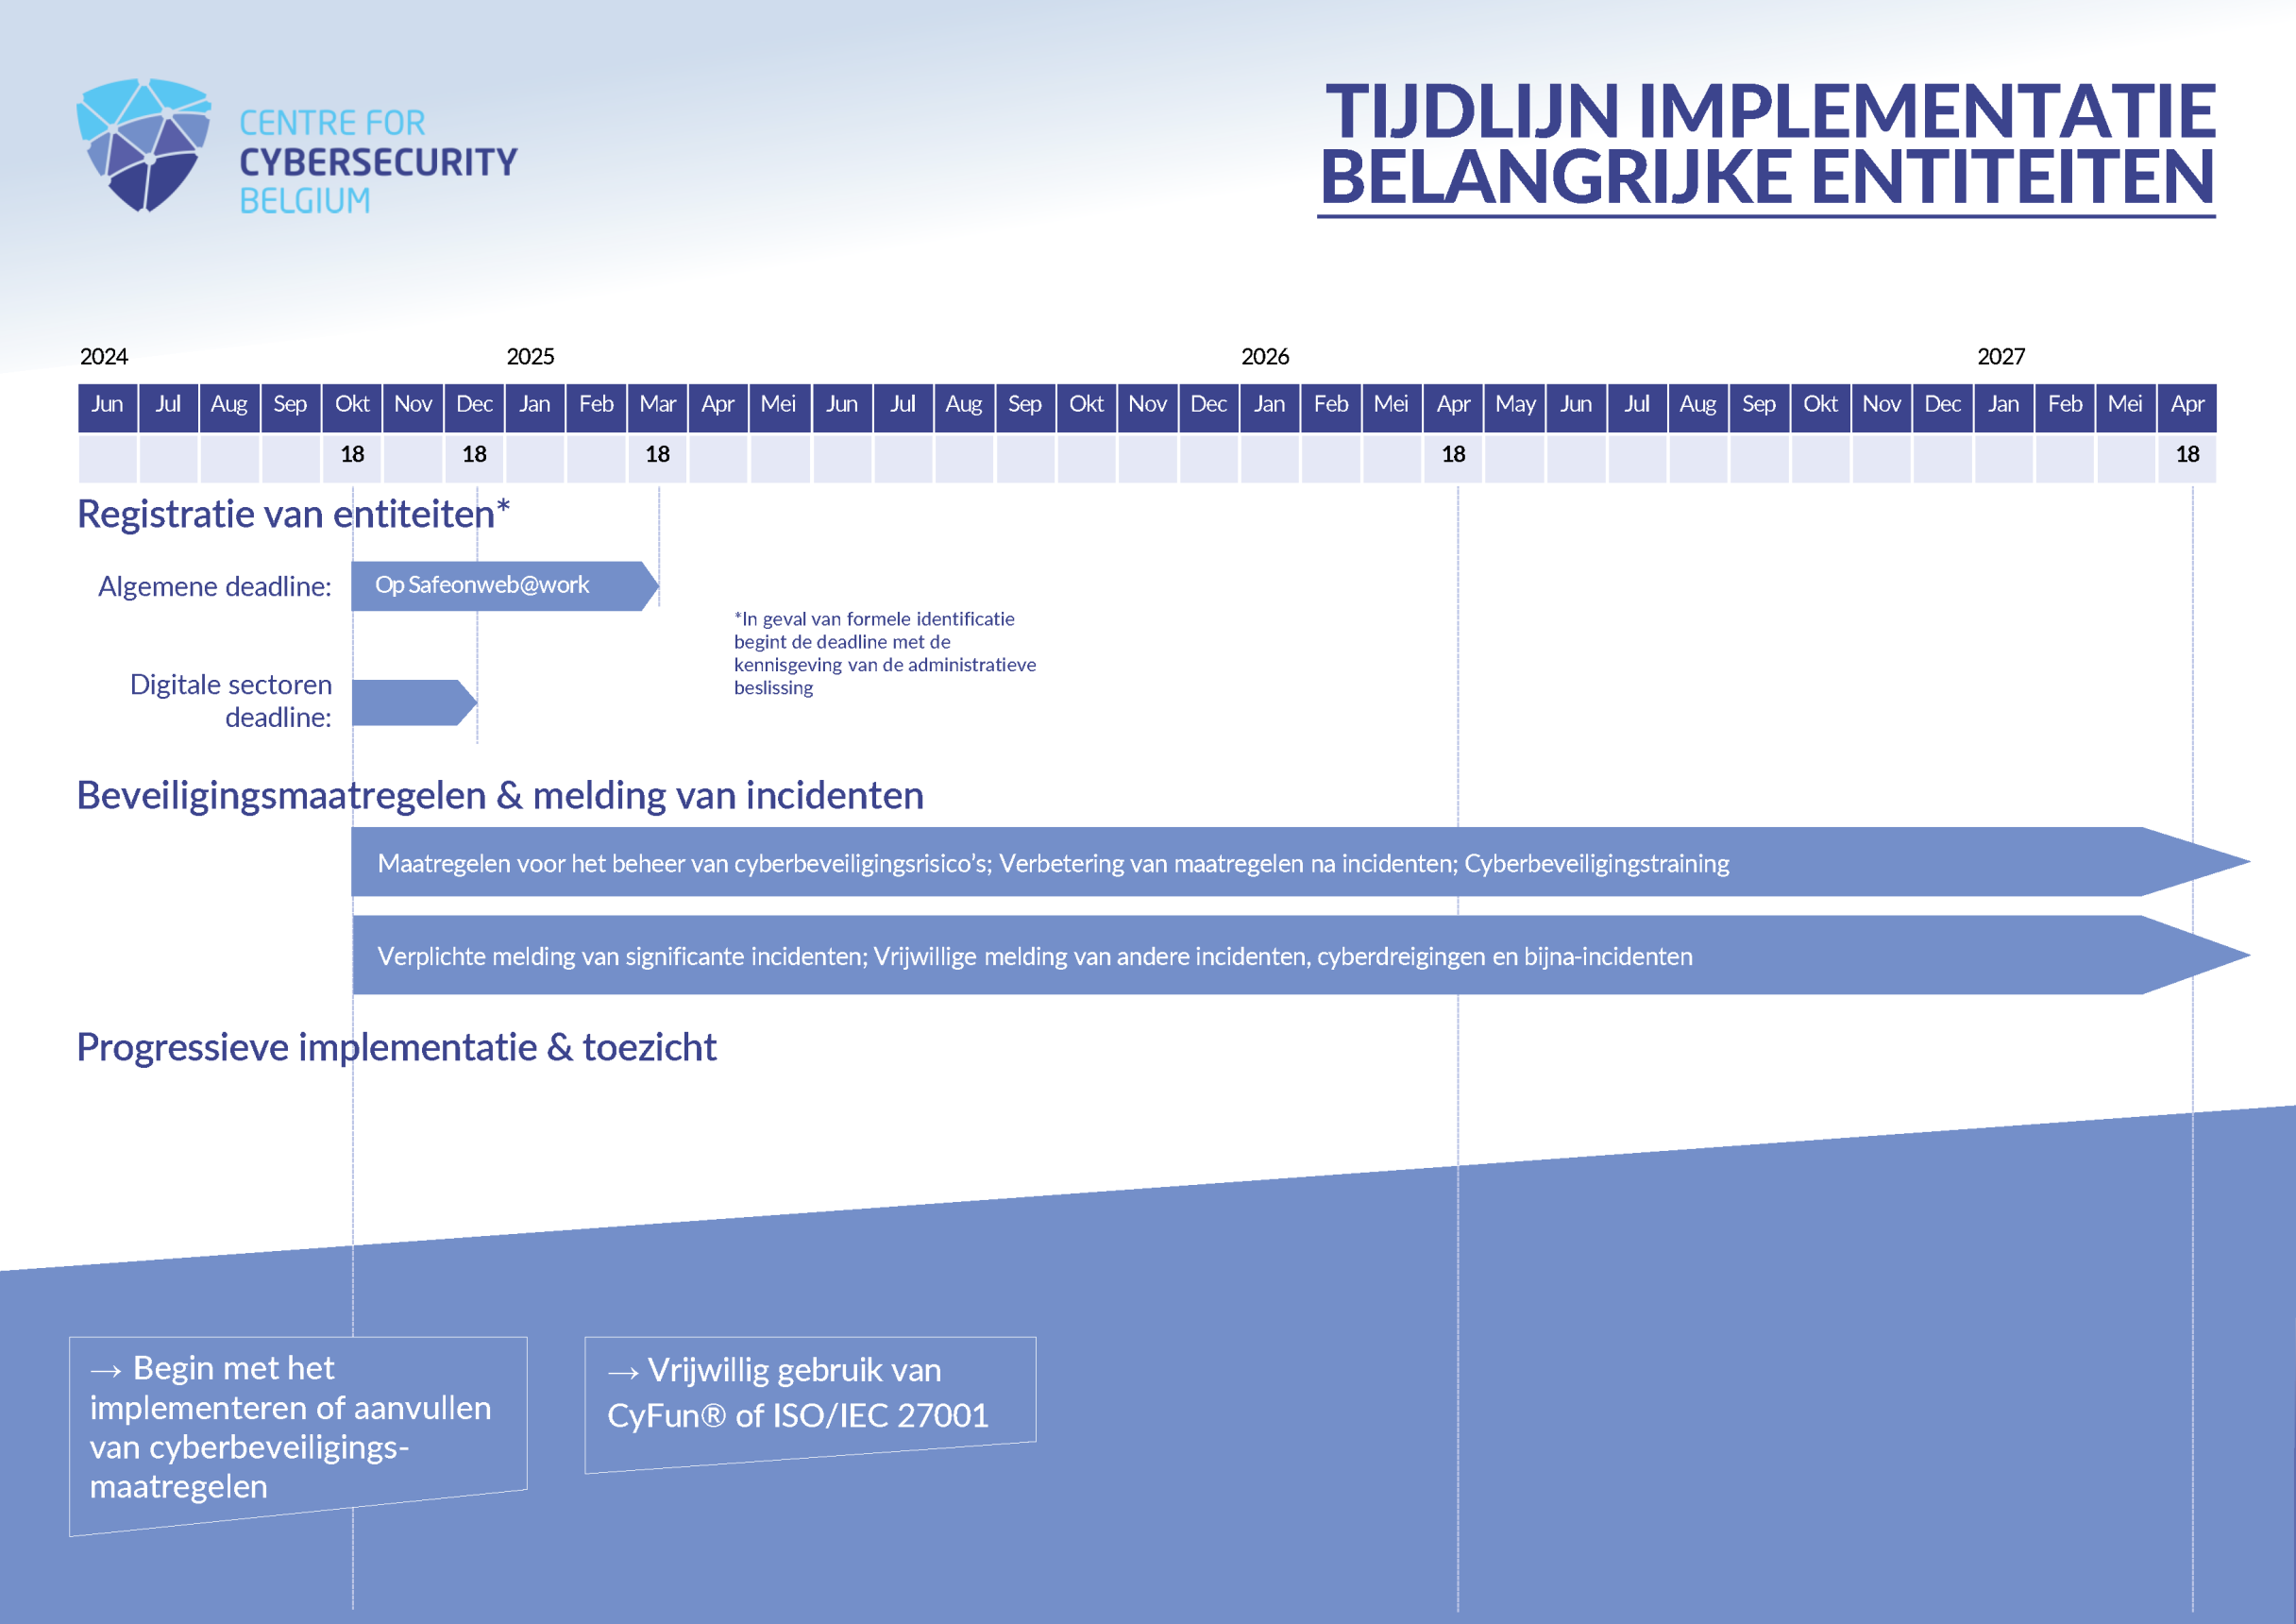 CENTRE FOR
CYBERSECURITY
BELGIUM
TIJDLIJN IMPLEMENTATIE
BELANGRIJKE ENTITEITEN
2024 2025 2026 2027
Jun Jul Aug Sep Okt Nov Dec Jan Feb Mar Apr Mei Jun Jul Aug Sep Okt Nov Dec Jan Feb Mei Apr May Jun Jul Aug Sep Okt Nov Dec Jan Feb Mei Apr
18 18 18 18 18
Registratie van entiteiten*
Algemene deadline: Op Safeonweb@work
*In geval van formele identificatie
begint de deadline met de
kennisgeving van de administratieve
beslissing
Digitale sectoren
deadline:
Beveiligingsmaatregelen & melding van incidenten
Maatregelen voor het beheer van cyberbeveiligingsrisico's; Verbetering van maatregelen na incidenten; Cyberbeveiligingstraining
Verplichte melding van significante incidenten; Vrijwillige melding van andere incidenten, cyberdreigingen en bijna-incidenten
Progressieve implementatie & toezicht
→ Begin met het
implementeren of aanvullen
van cyberbeveiligings-
maatregelen
→ Vrijwillig gebruik van
CyFun® of ISO/IEC 27001